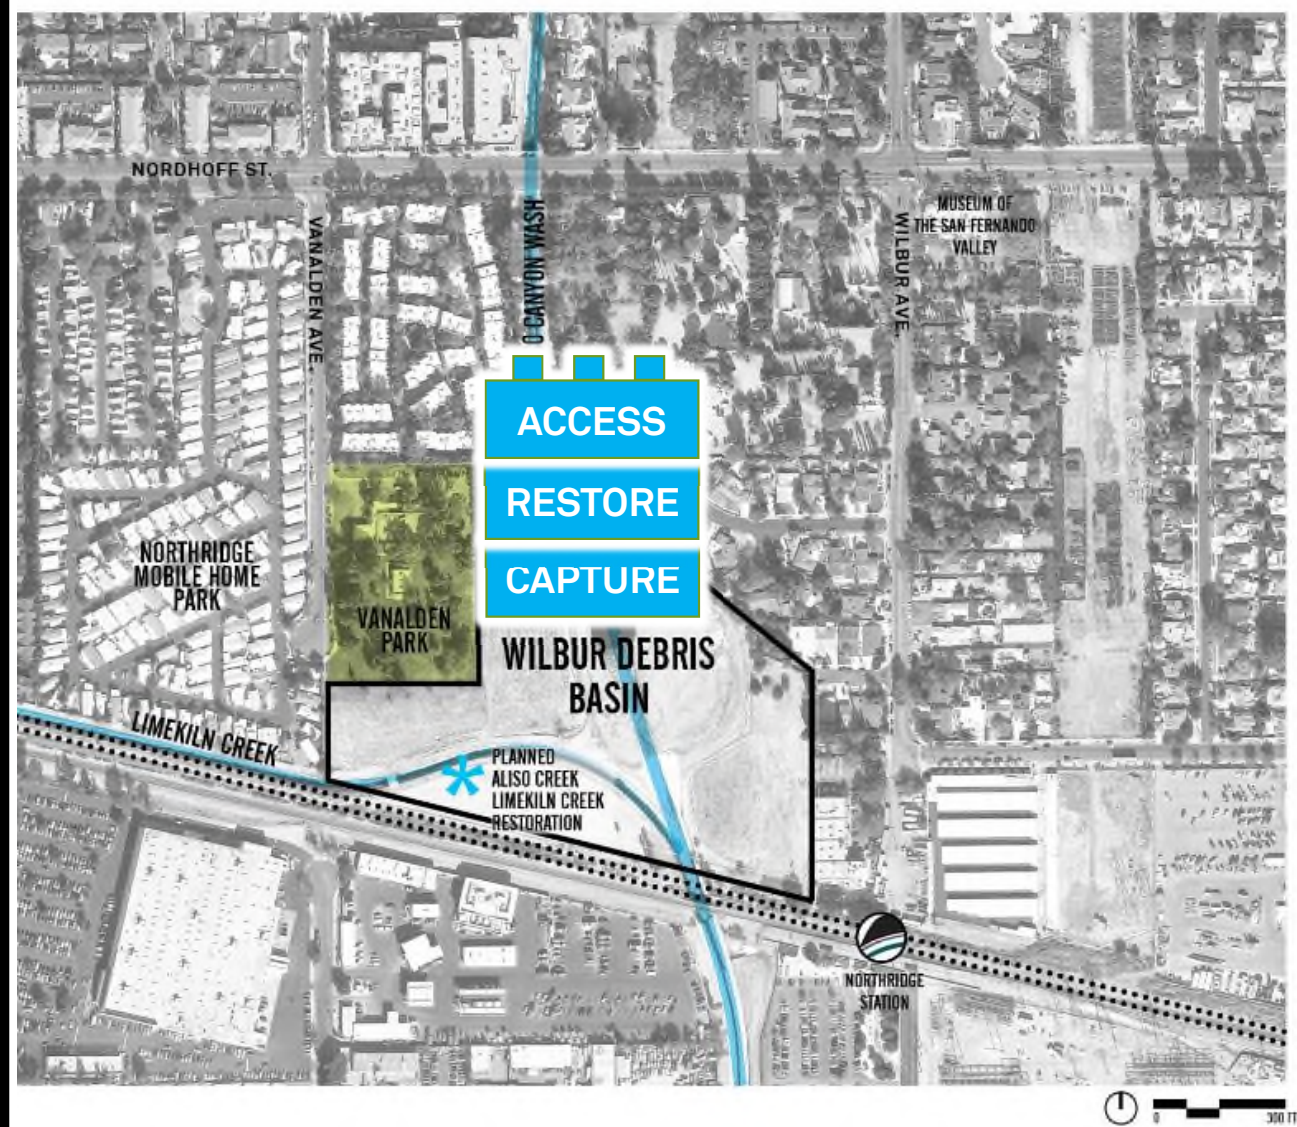 NORDHOFF ST.
VANALDEN AVE.
CANYON WASH
WILBUR AVE.
MUSEUM OF
THE SAN FERNANDO
VALLEY
ACCESS
RESTORE
CAPTURE
NORTHRIDGE
MOBILE HOME
PARK
VANALDEN
PARK
WILBUR DEBRIS
BASIN
LIMEKILN CREEK
PLANNED
ALISO CREEK
LIMEKILN CREEK
RESTORATION
NORTHRIDGE
STATION
0
300 FT